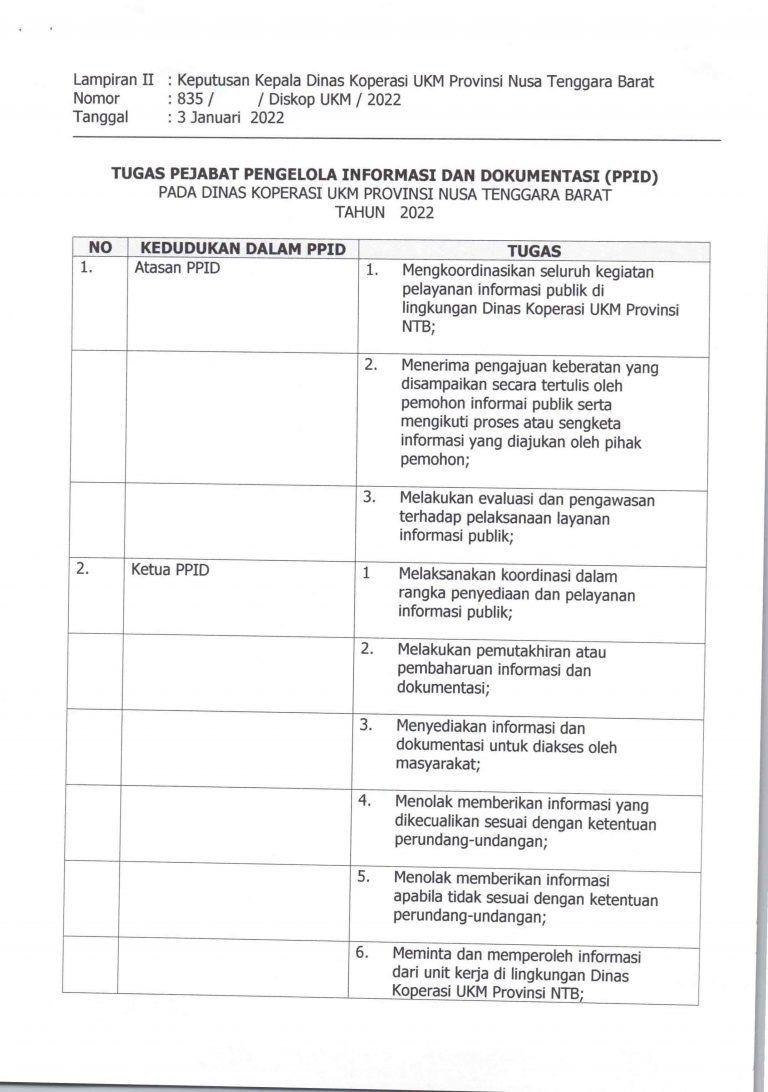 Lampiran II : Keputusan Kepala Dinas Koperasi UKM Provinsi Nusa Tenggara Barat
Nomor : 835 / / Diskop UKM / 2022
Tanggal : 3 Januari 2022
TUGAS PEJABAT PENGELOLA INFORMASI DAN DOKUMENTASI (PPID)
PADA DINAS KOPERASI UKM PROVINSI NUSA TENGGARA BARAT
TAHUN 2022
NO KEDUDUKAN DALAM PPID TUGAS
1. Atasan PPID 1. Mengkoordinasikan seluruh kegiatan
pelayanan informasi publik di
lingkungan Dinas Koperasi UKM Provinsi
NTB;
2. Menerima pengajuan keberatan yang
disampaikan secara tertulis oleh
pemohon informai publik serta
mengikuti proses atau sengketa
informasi yang diajukan oleh pihak
pemohon;
3. Melakukan evaluasi dan pengawasan
terhadap pelaksanaan layanan
informasi publik;
2. Ketua PPID 1 Melaksanakan koordinasi dalam
rangka penyediaan dan pelayanan
informasi publik;
2. Melakukan pemutakhiran atau
pembaharuan informasi dan
dokumentasi;
3. Menyediakan informasi dan
dokumentasi untuk diakses oleh
masyarakat;
4. Menolak memberikan informasi yang
dikecualikan sesuai dengan ketentuan
perundang-undangan;
5. Menolak memberikan informasi
apabila tidak sesuai dengan ketentuan
perundang-undangan;
6. Meminta dan memperoleh informasi
dari unit kerja di lingkungan Dinas
Koperasi UKM Provinsi NTB;